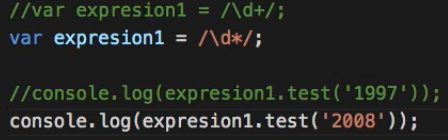 //var expresion1 = /\d+/;
var expresion1 = /\d*/;
//console.log(expresion1.test('1997'));
console.log(expresion1.test('2008'));